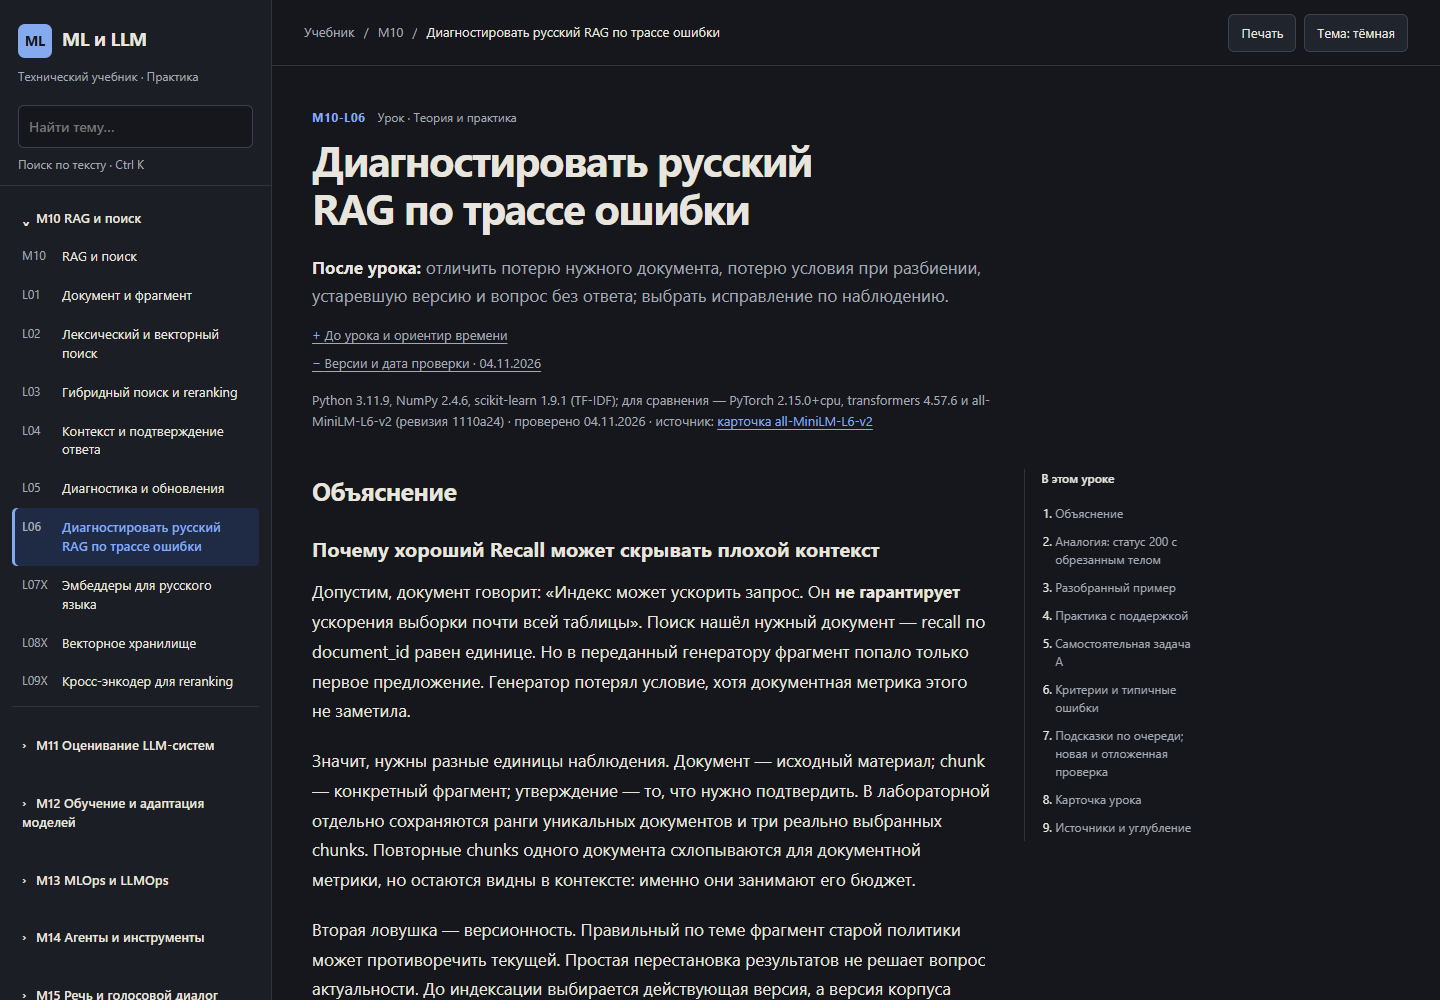 ML
ML и LLM
Технический учебник · Практика
Найти тему...
Поиск по тексту · Ctrl K
M10 RAG и поиск
M10 RAG и поиск
L01 Документ и фрагмент
L02 Лексический и векторный
поиск
L03 Гибридный поиск и reranking
L04 Контекст и подтверждение
ответа
L05 Диагностика и обновления
L06 Диагностировать русский
RAG по трассе ошибки
L07X Эмбеддеры для русского
языка
L08X Векторное хранилище
L09X Кросс-энкодер для reranking
› M11 Оценивание LLM-систем
› M12 Обучение и адаптация
моделей
› M13 MLOps и LLMOps
› M14 Агенты и инструменты
› M15 Речь и голосовой диалог
Учебник / M10 / Диагностировать русский RAG по трассе ошибки
Печать
Тема: тёмная
M10-L06 Урок · Теория и практика
Диагностировать русский
RAG по трассе ошибки
После урока: отличить потерю нужного документа, потерю условия при разбиении,
устаревшую версию и вопрос без ответа; выбрать исправление по наблюдению.
+ До урока и ориентир времени
− Версии и дата проверки · 04.11.2026
Python 3.11.9, NumPy 2.4.6, scikit-learn 1.9.1 (TF-IDF); для сравнения — PyTorch 2.15.0+cpu, transformers 4.57.6 и all-
MiniLM-L6-v2 (ревизия 1110a24) · проверено 04.11.2026 · источник: карточка all-MiniLM-L6-v2
Объяснение
Почему хороший Recall может скрывать плохой контекст
Допустим, документ говорит: «Индекс может ускорить запрос. Он не гарантирует
ускорения выборки почти всей таблицы». Поиск нашёл нужный документ — recall по
document_id равен единице. Но в переданный генератору фрагмент попало только
первое предложение. Генератор потерял условие, хотя документная метрика этого
не заметила.
Значит, нужны разные единицы наблюдения. Документ — исходный материал; chunk
— конкретный фрагмент; утверждение — то, что нужно подтвердить. В лабораторной
отдельно сохраняются ранги уникальных документов и три реально выбранных
chunks. Повторные chunks одного документа схлопываются для документной
метрики, но остаются видны в контексте: именно они занимают его бюджет.
Вторая ловушка — версионность. Правильный по теме фрагмент старой политики
может противоречить текущей. Простая перестановка результатов не решает вопрос
актуальности. До индексации выбирается действующая версия, а версия корпуса
В этом уроке
1. Объяснение
2. Аналогия: статус 200 с
обрезанным телом
3. Разобранный пример
4. Практика с поддержкой
5. Самостоятельная задача
А
6. Критерии и типичные
ошибки
7. Подсказки по очереди;
новая и отложенная
проверка
8. Карточка урока
9. Источники и углубление